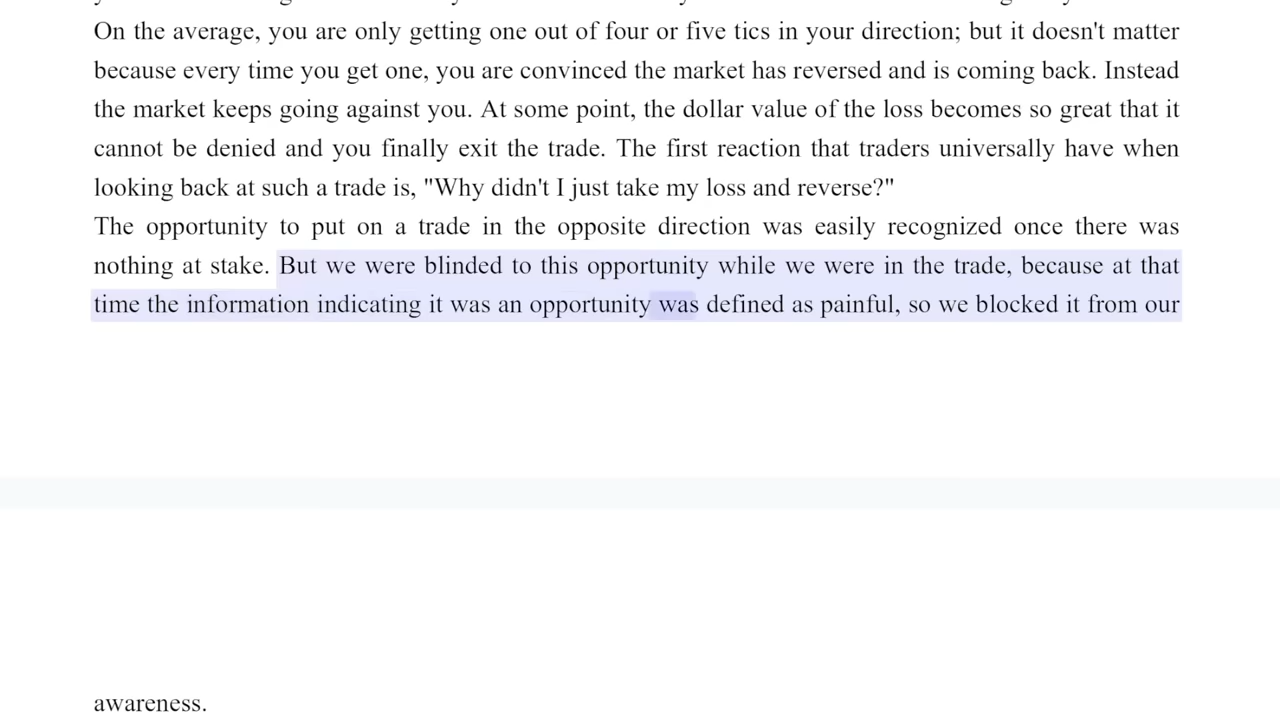 On the average, you are only getting one out of four or five tics in your direction; but it doesn't matter
because every time you get one, you are convinced the market has reversed and is coming back. Instead
the market keeps going against you. At some point, the dollar value of the loss becomes so great that it
cannot be denied and you finally exit the trade. The first reaction that traders universally have when
looking back at such a trade is, "Why didn't I just take my loss and reverse?"
The opportunity to put on a trade in the opposite direction was easily recognized once there was
nothing at stake. But we were blinded to this opportunity while we were in the trade, because at that
time the information indicating it was an opportunity was defined as painful, so we blocked it from our
awareness.